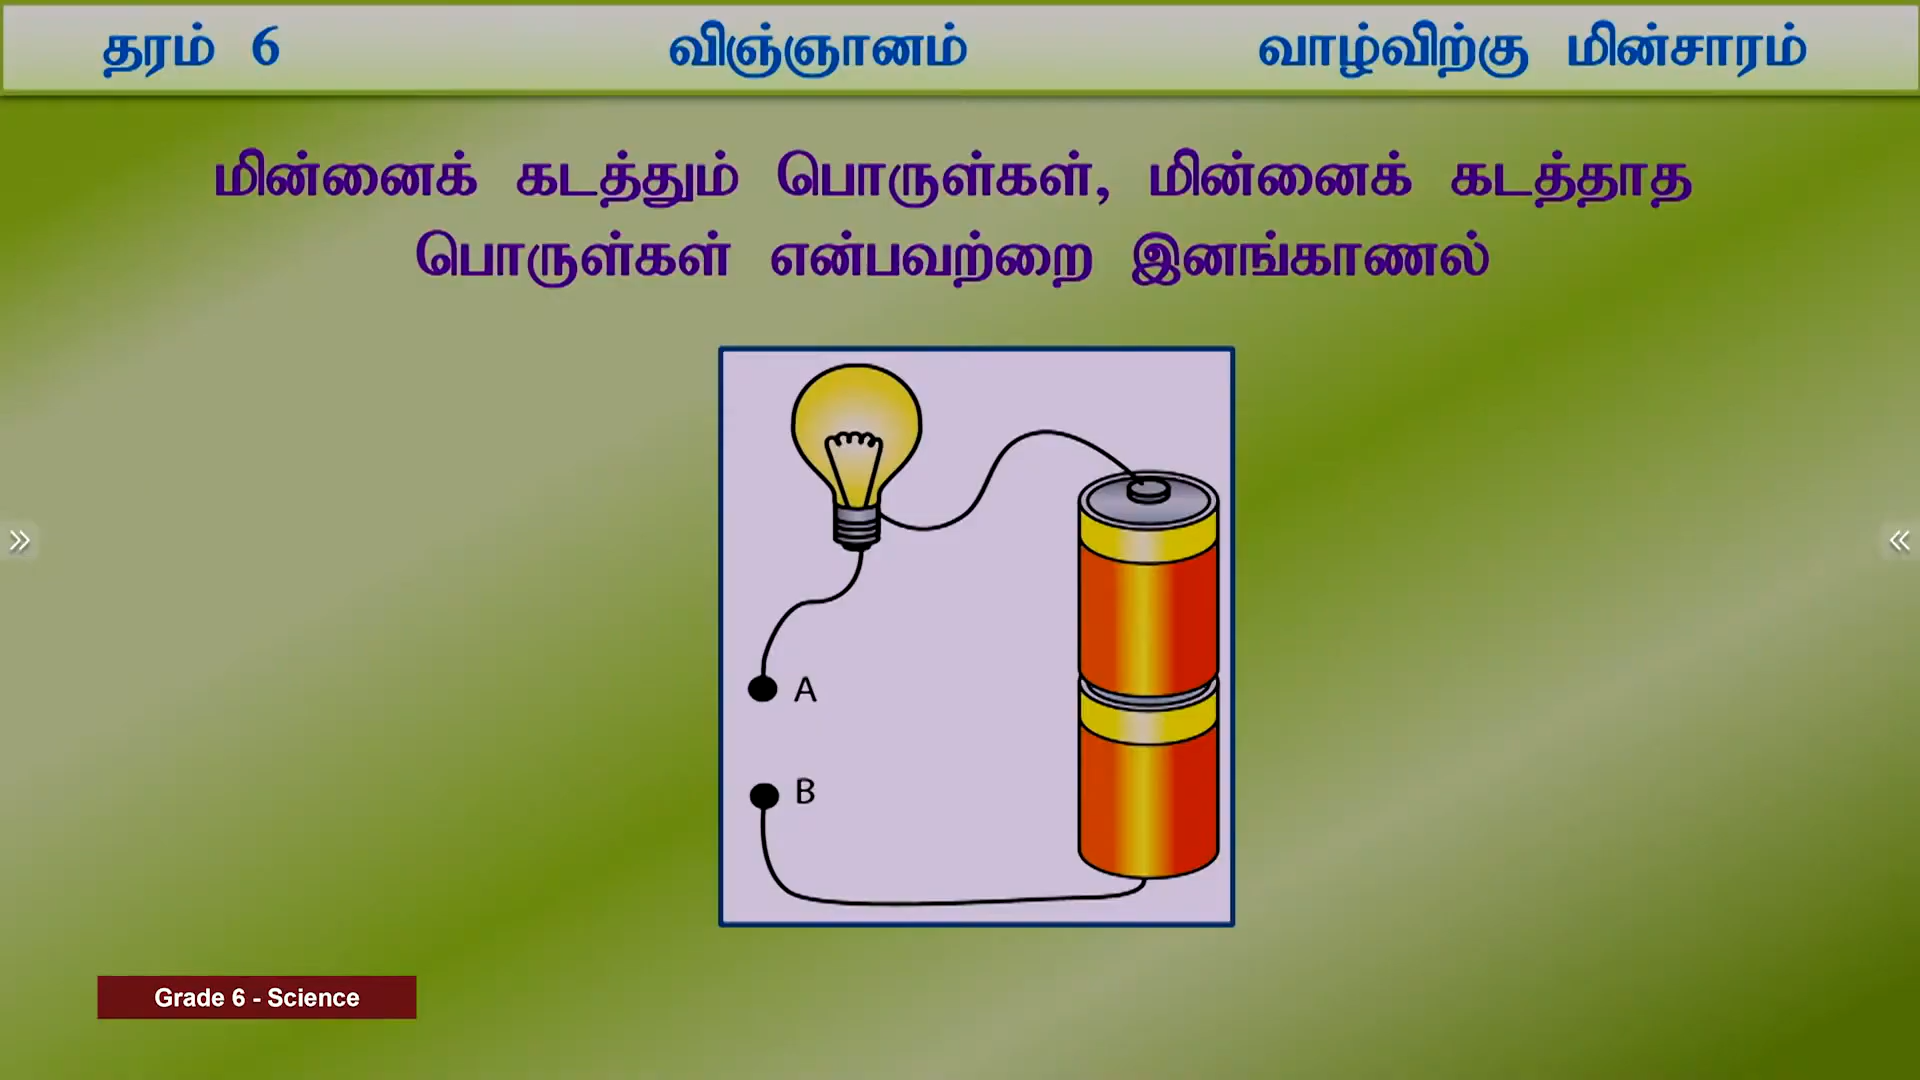 தரம் 6 விஞ்ஞானம் வாழ்விற்கு மின்சாரம்
மின்னைக் கடத்தும் பொருள்கள், மின்னைக் கடத்தாத
பொருள்கள் என்பவற்றை இனங்காணல்
A
B
Grade 6 - Science